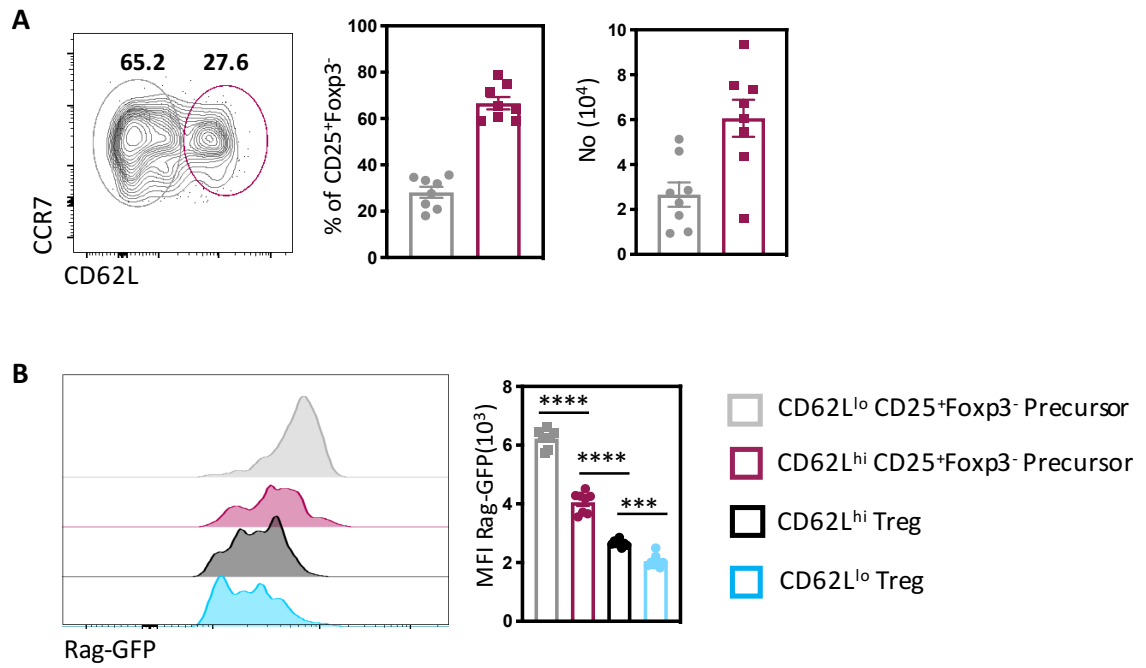 A
65.2 27.6
CCR7
CD62L
% of CD25⁺Foxp3⁻
100
80
60
40
20
0
No (10⁴)
10
8
6
4
2
0
B
Rag-GFP
MFI Rag-GFP(10³)
8
6
4
2
0
****
****
***
CD62Lˡᵒ CD25⁺Foxp3⁻ Precursor
CD62Lʰⁱ CD25⁺Foxp3⁻ Precursor
CD62Lʰⁱ Treg
CD62Lˡᵒ Treg